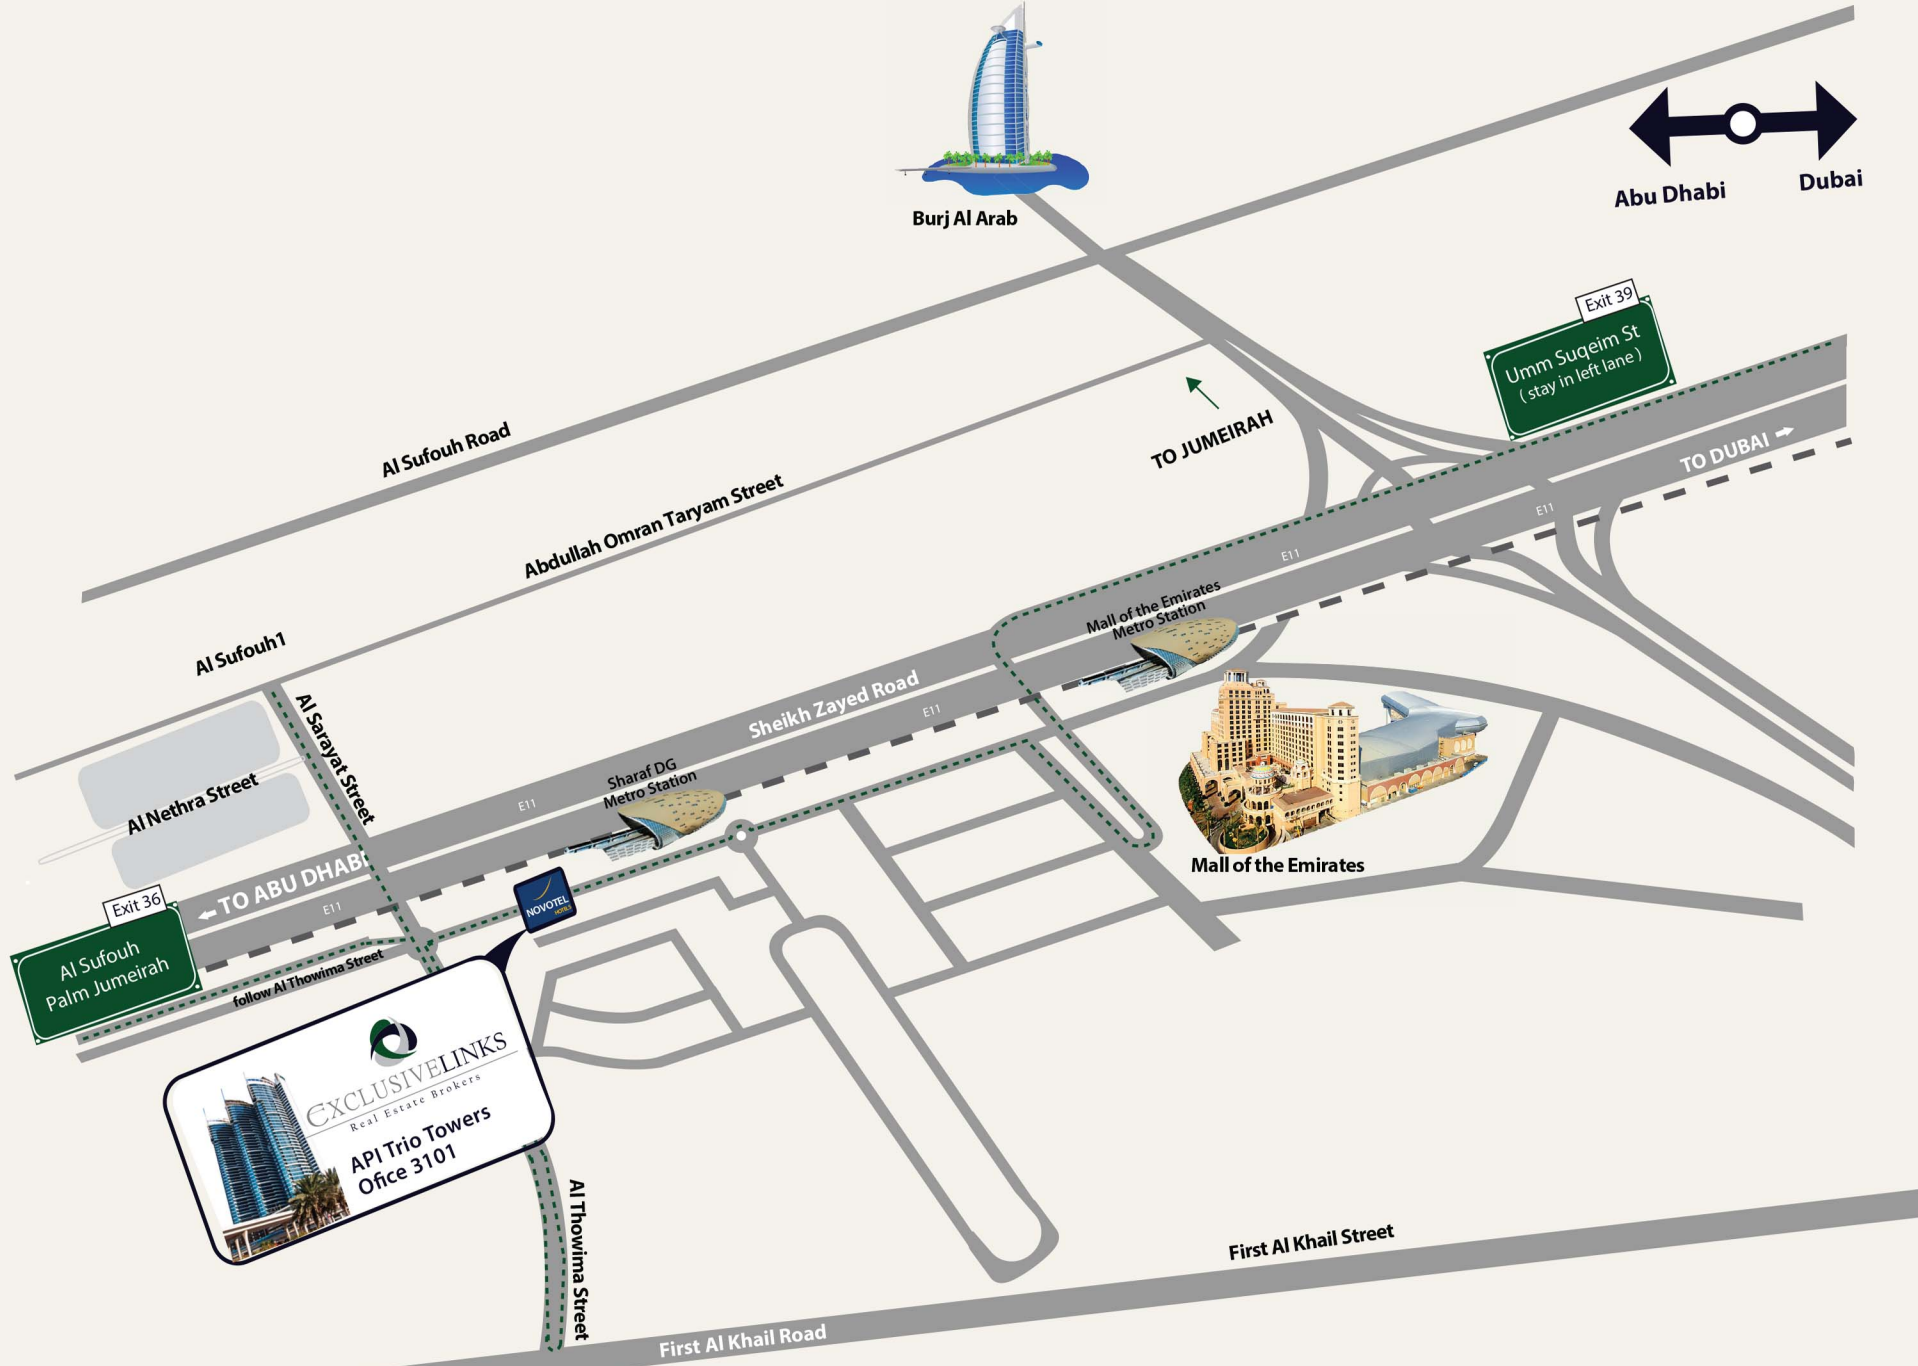 Burj Al Arab
Abu Dhabi
Dubai
Exit 39
Umm Suqeim St
( stay in left lane )
TO JUMEIRAH
TO DUBAI
E11
E11
Al Sufouh Road
Abdullah Omran Taryam Street
Mall of the Emirates
Metro Station
Al Sufouh1
Al Sarayat Street
Sheikh Zayed Road
E11
Sharaf DG
Metro Station
E11
Al Nethra Street
TO ABU DHABI
E11
Mall of the Emirates
Exit 36
Al Sufouh
Palm Jumeirah
NOVOTEL
HOTELS
follow Al Thowima Street
EXCLUSIVELINKS
Real Estate Brokers
API Trio Towers
Ofice 3101
Al Thowima Street
First Al Khail Street
First Al Khail Road